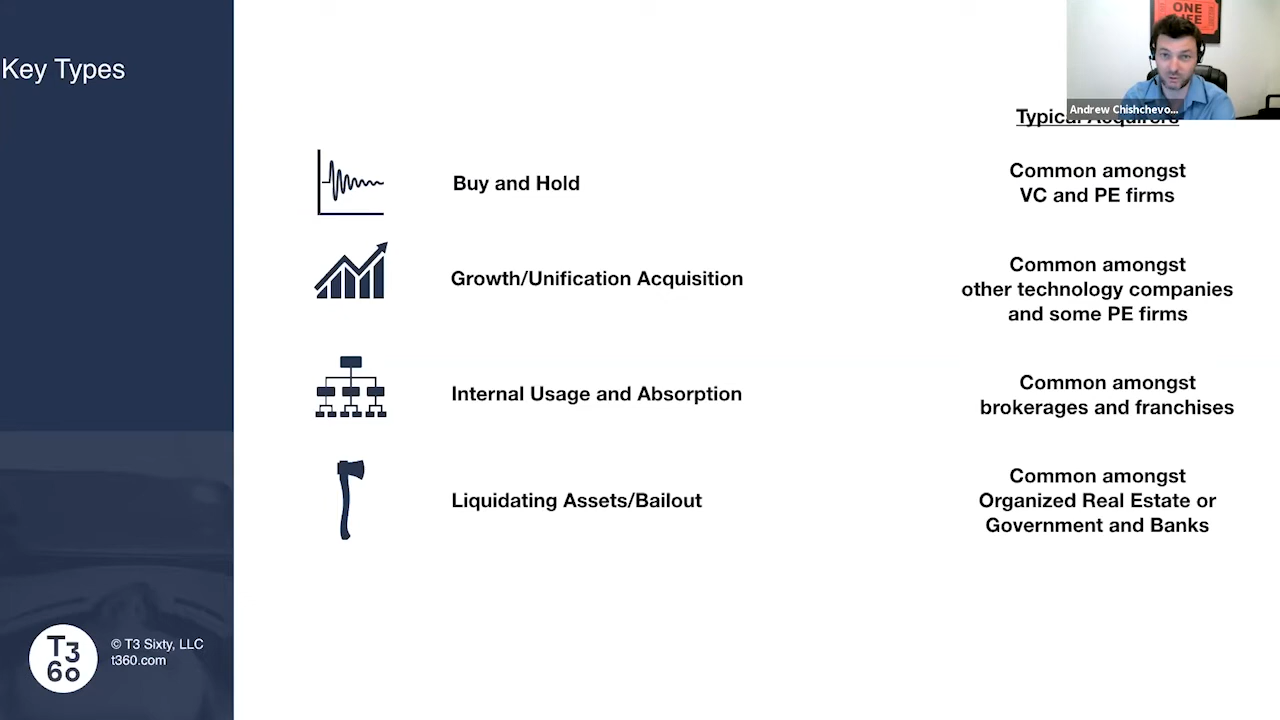 Key Types
ONE
LIFE
Andrew Chishchevo...
Typical Acquirers
Buy and Hold
Common amongst
VC and PE firms
Growth/Unification Acquisition
Common amongst
other technology companies
and some PE firms
Internal Usage and Absorption
Common amongst
brokerages and franchises
Liquidating Assets/Bailout
Common amongst
Organized Real Estate or
Government and Banks
T3
60
© T3 Sixty, LLC
t360.com